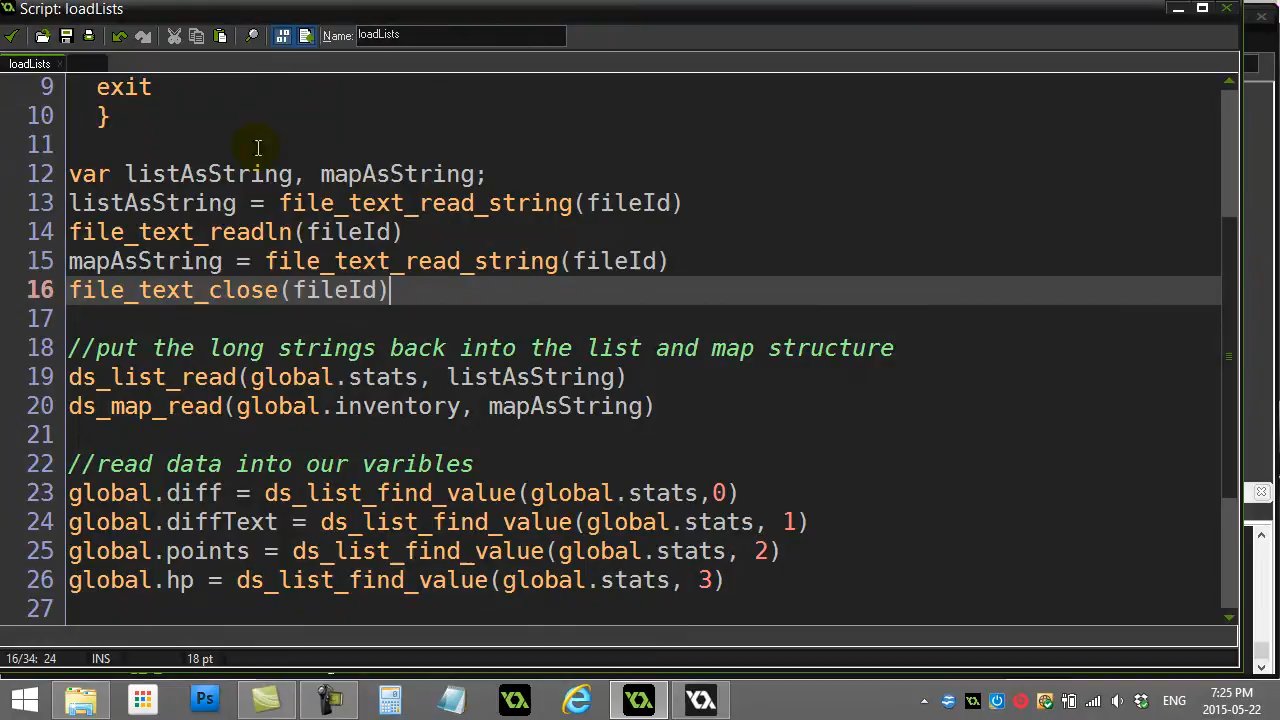 Script: loadLists
Name: loadLists
loadLists
9 exit
10 }
11
12 var listAsString, mapAsString;
13 listAsString = file_text_read_string(fileId)
14 file_text_readln(fileId)
15 mapAsString = file_text_read_string(fileId)
16 file_text_close(fileId)
17
18 //put the long strings back into the list and map structure
19 ds_list_read(global.stats, listAsString)
20 ds_map_read(global.inventory, mapAsString)
21
22 //read data into our varibles
23 global.diff = ds_list_find_value(global.stats,0)
24 global.diffText = ds_list_find_value(global.stats, 1)
25 global.points = ds_list_find_value(global.stats, 2)
26 global.hp = ds_list_find_value(global.stats, 3)
27
16/34: 24 INS 18 pt
Ps ENG 7:25 PM
2015-05-22